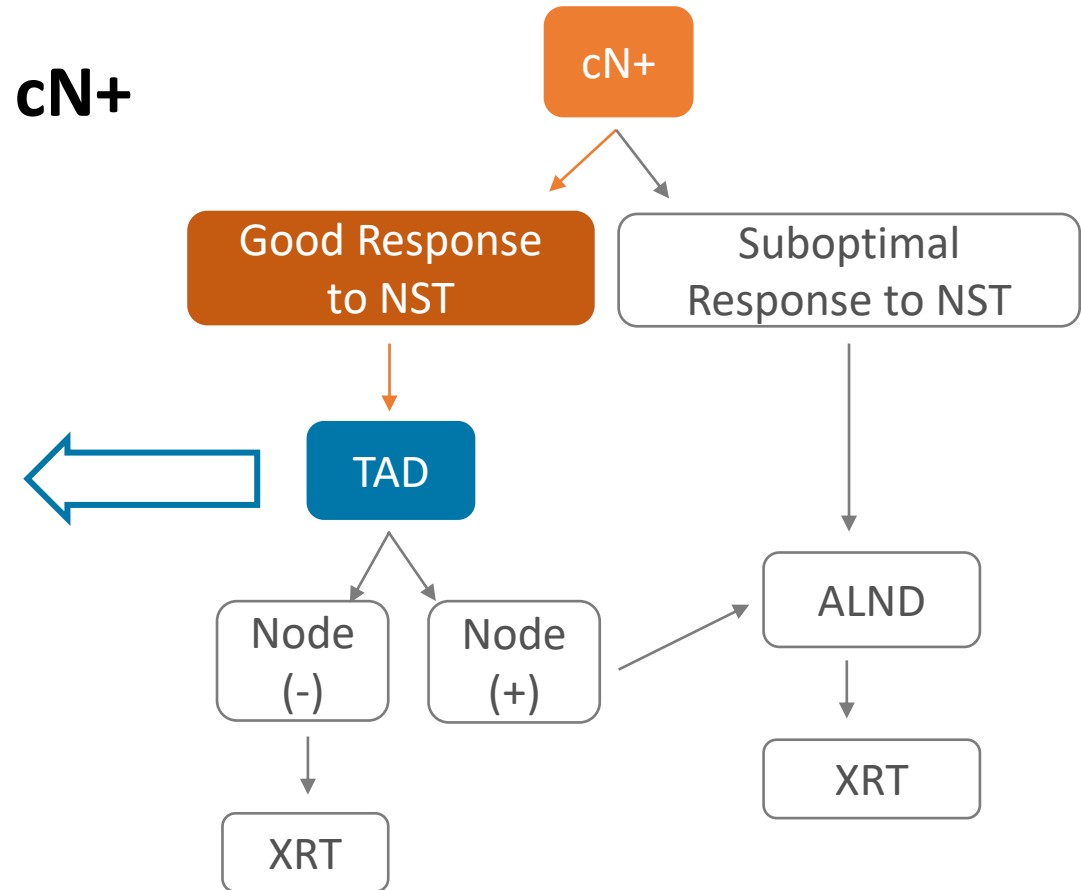 cN+
cN+
Good Response
to NST
Suboptimal
Response to NST
TAD
Node
(-)
Node
(+)
ALND
XRT
XRT